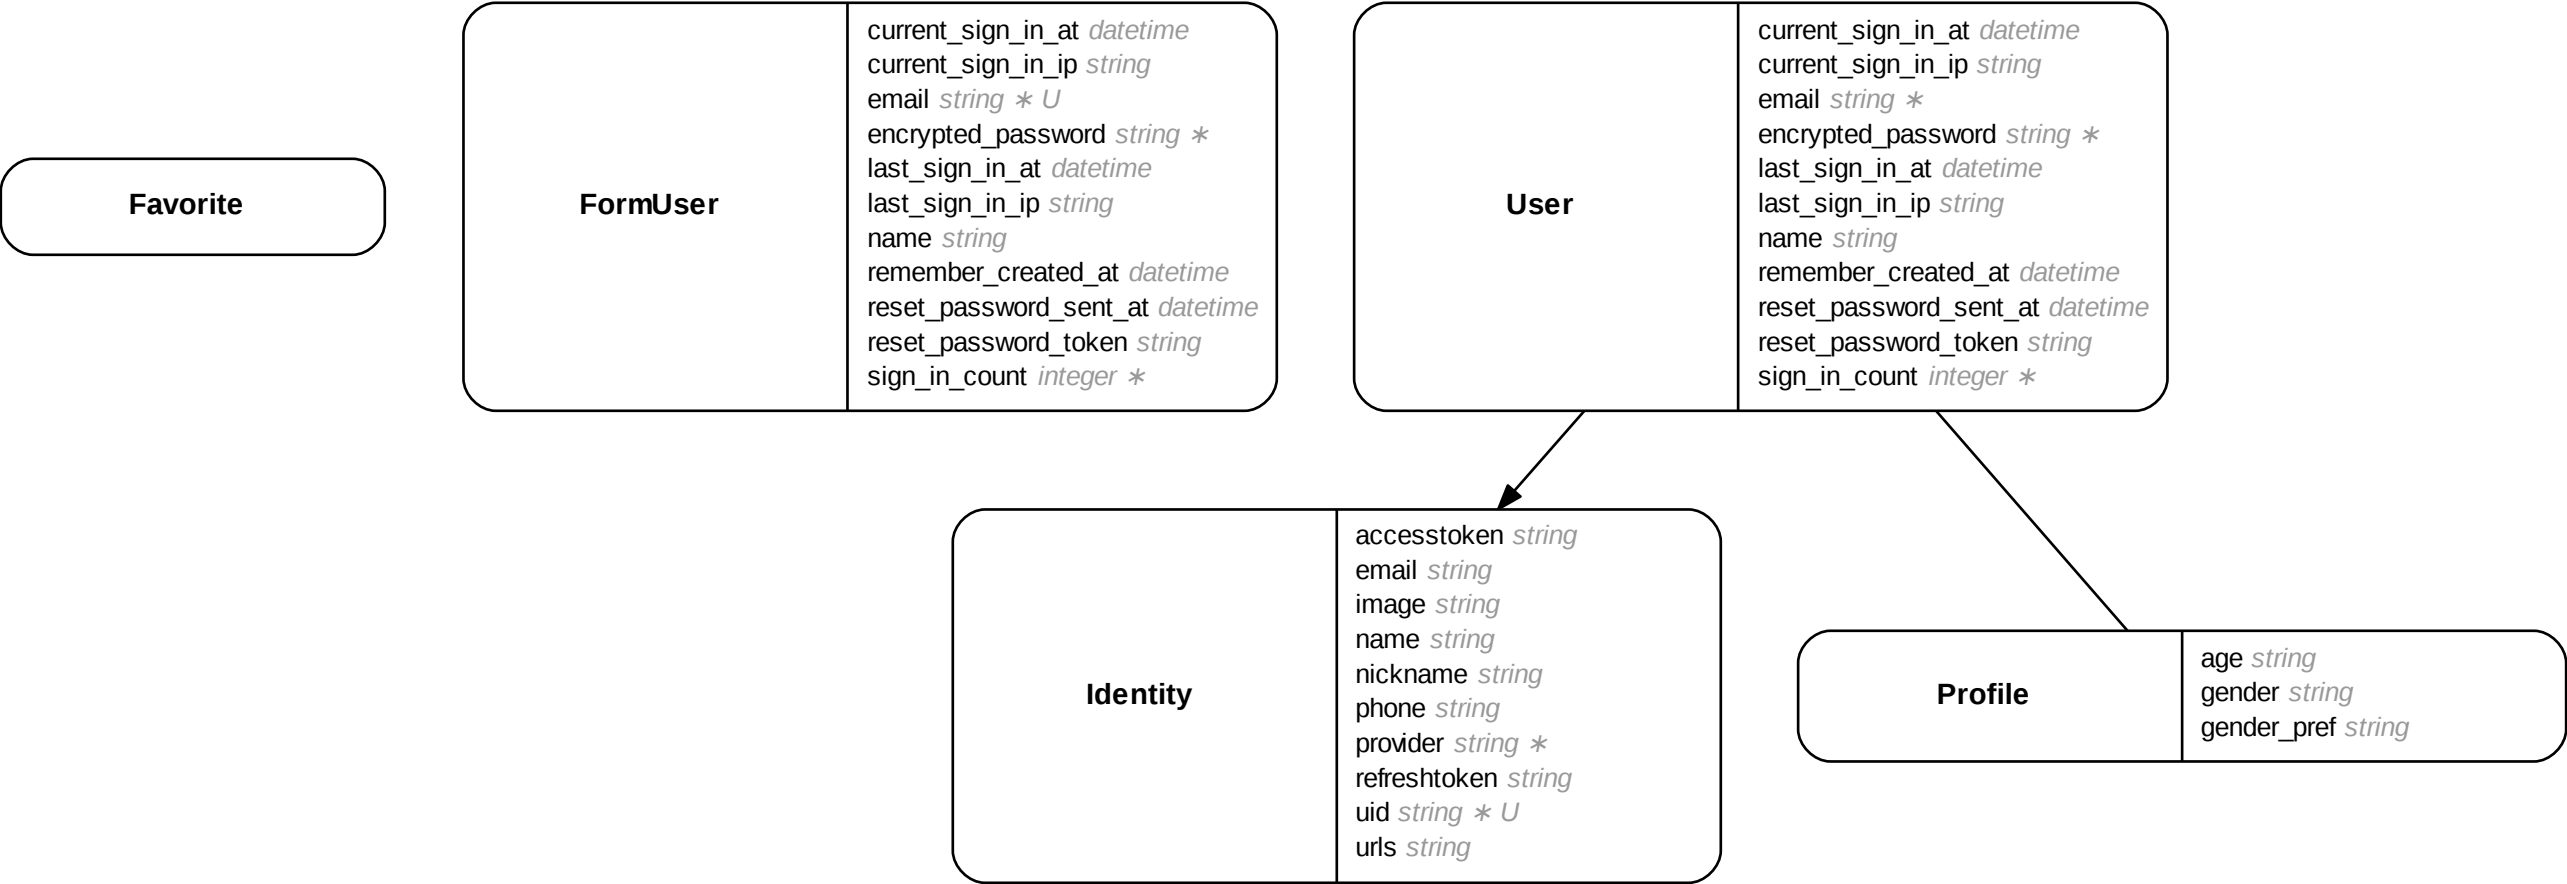 Favorite
FormUser
current_sign_in_at datetime
current_sign_in_ip string
email string ∗ U
encrypted_password string ∗
last_sign_in_at datetime
last_sign_in_ip string
name string
remember_created_at datetime
reset_password_sent_at datetime
reset_password_token string
sign_in_count integer ∗
User
current_sign_in_at datetime
current_sign_in_ip string
email string ∗
encrypted_password string ∗
last_sign_in_at datetime
last_sign_in_ip string
name string
remember_created_at datetime
reset_password_sent_at datetime
reset_password_token string
sign_in_count integer ∗
Identity
accesstoken string
email string
image string
name string
nickname string
phone string
provider string ∗
refreshtoken string
uid string ∗ U
urls string
Profile
age string
gender string
gender_pref string